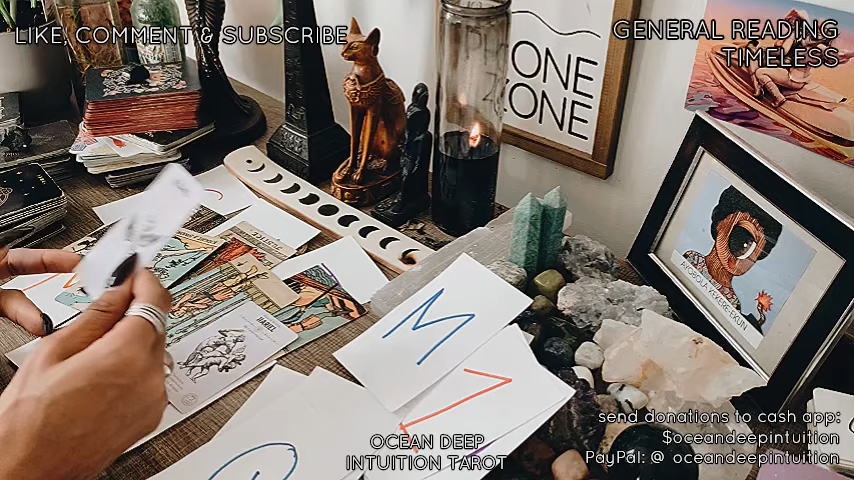 LIKE, COMMENT & SUBSCRIBE
GENERAL READING
TIMELESS
ONE
ZONE
AYOBOLA KEKERE-EKUN
HAREL
M
OCEAN DEEP
INTUITION TAROT
send donations to cash app:
$oceandeepintuition
PayPal: @ oceandeepintuition